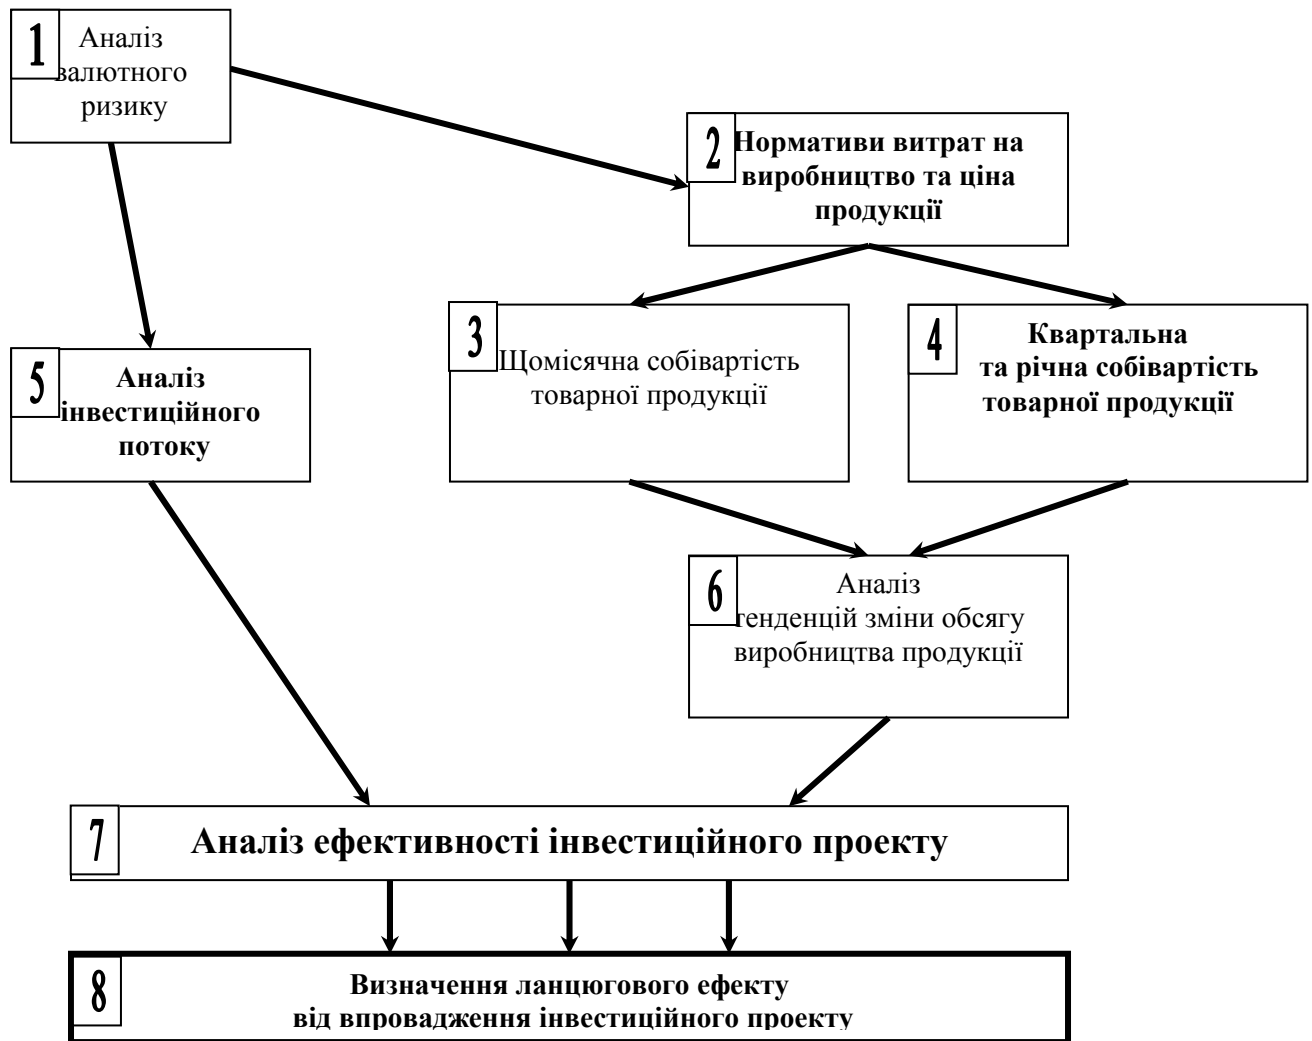 1
Аналіз
валютного
ризику
2
Нормативи витрат на
виробництво та ціна
продукції
3
Щомісячна собівартість
товарної продукції
4
Квартальна
та річна собівартість
товарної продукції
5
Аналіз
інвестиційного
потоку
6
Аналіз
тенденцій зміни обсягу
виробництва продукції
7
Аналіз ефективності інвестиційного проекту
8
Визначення ланцюгового ефекту
від впровадження інвестиційного проекту